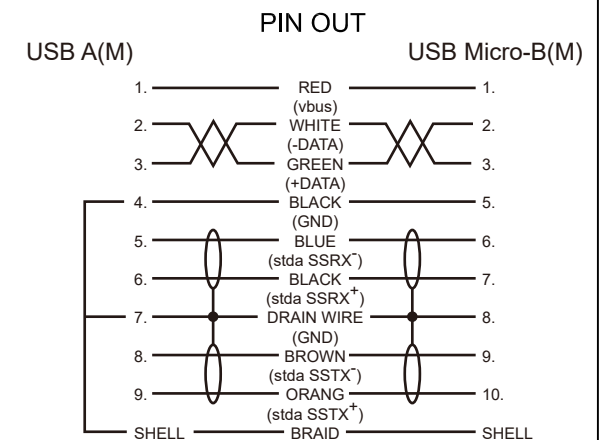 PIN OUT
USB A(M) USB Micro-B(M)
1. RED 1.
(vbus)
2. WHITE 2.
(-DATA)
3. GREEN 3.
(+DATA)
4. BLACK 5.
(GND)
5. BLUE 6.
(stda SSRX-)
6. BLACK 7.
(stda SSRX+)
7. DRAIN WIRE 8.
(GND)
8. BROWN 9.
(stda SSTX-)
9. ORANG 10.
(stda SSTX+)
SHELL BRAID SHELL